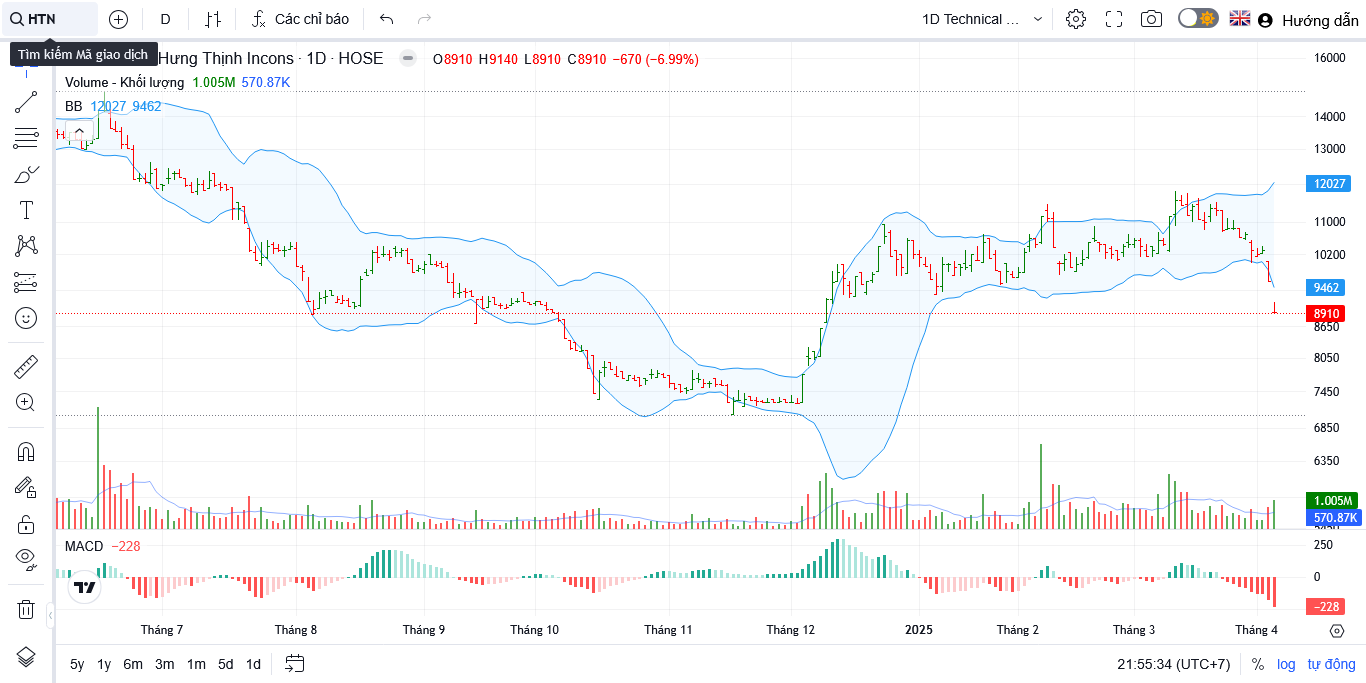 HTN
D
Các chỉ báo
1D Technical ...
Hướng dẫn
Tìm kiếm Mã giao dịch
Hưng Thịnh Incons · 1D · HOSE
O8910 H9140 L8910 C8910 −670 (−6.99%)
Volume - Khối lượng 1.005M 570.87K
BB 12027 9462
16000
14000
13000
12027
11000
10200
9462
8910
8650
8050
7450
6850
6350
1.005M
570.87K
MACD −228
250
0
−228
Tháng 7 Tháng 8 Tháng 9 Tháng 10 Tháng 11 Tháng 12 2025 Tháng 2 Tháng 3 Tháng 4
5y 1y 6m 3m 1m 5d 1d
21:55:34 (UTC+7) % log tự động